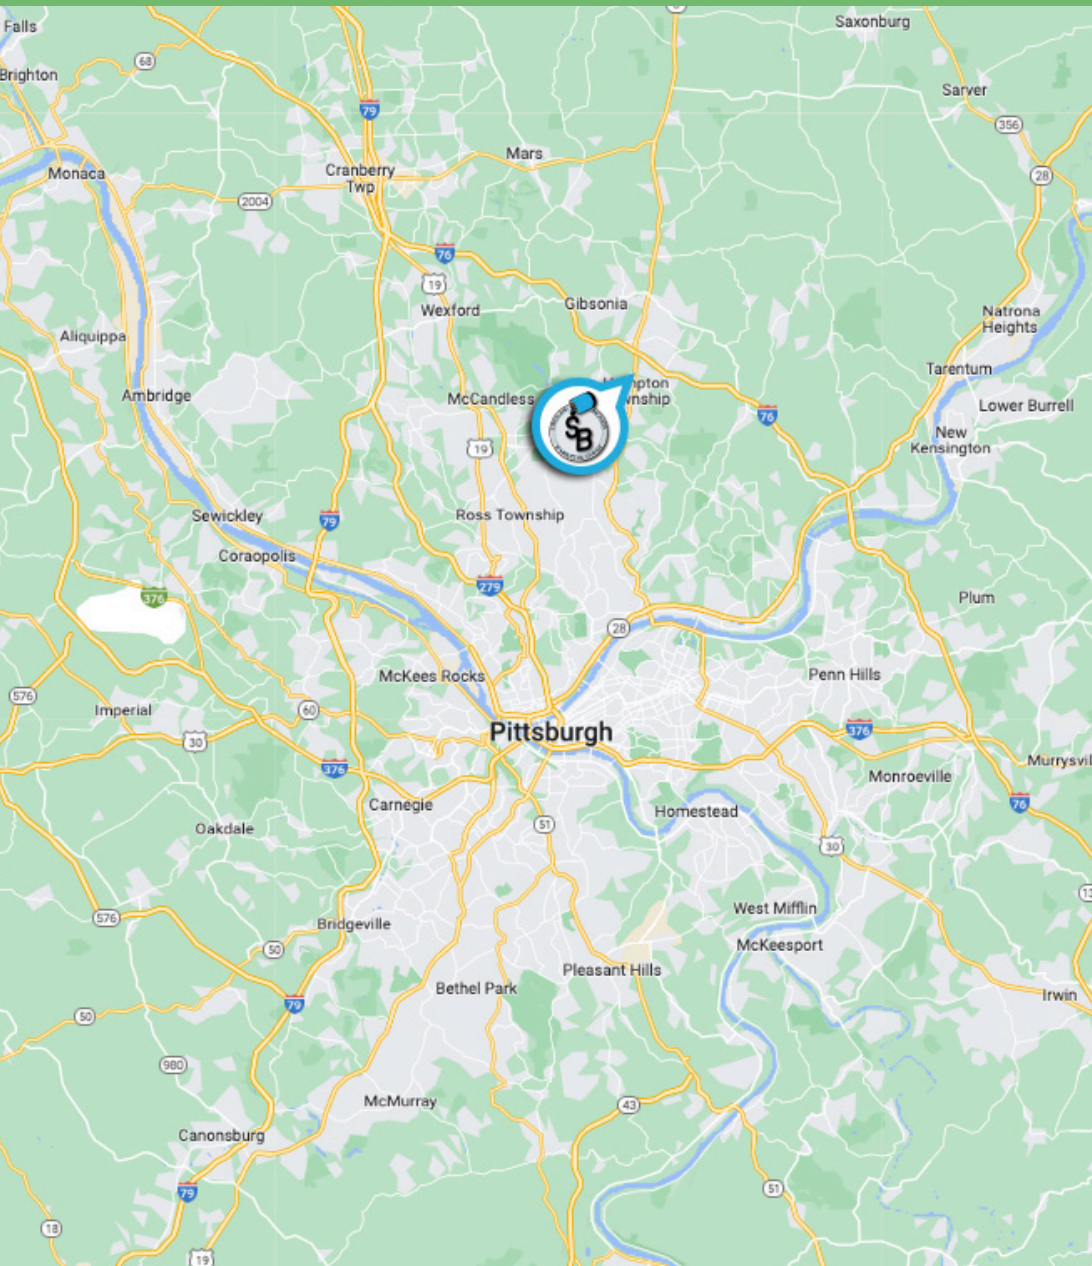 Falls
Saxonburg
Brighton
68
Sarver
79
356
Mars
Cranberry
Twp
Monaca
28
2004
76
19
Gibsonia
Wexford
Natrona
Heights
Aliquippa
Tarentum
Ambridge
McCandless
76
Lower Burrell
SB
New
Kensington
19
Sewickley
Ross Township
79
Coraopolis
279
376
Plum
28
McKees Rocks
Penn Hills
576
Imperial
60
30
Pittsburgh
376
376
Murrysvil
Monroeville
Carnegie
76
Homestead
Oakdale
51
30
13
West Mifflin
576
Bridgeville
50
McKeesport
Pleasant Hills
Bethel Park
79
Irwin
50
980
McMurray
43
Canonsburg
79
51
18
19